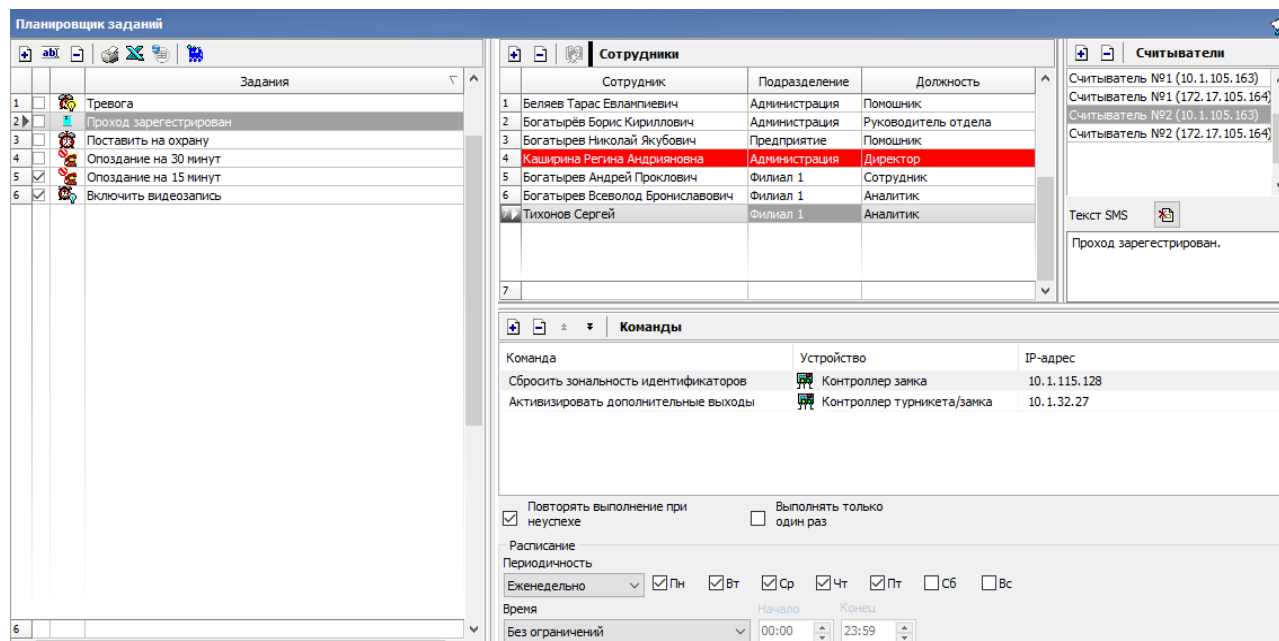 Планировщик заданий
abI
Задания
1 Тревога
2 Проход зарегестрирован
3 Поставить на охрану
4 Опоздание на 30 минут
5 Опоздание на 15 минут
6 Включить видеозапись
6
Сотрудники
Сотрудник Подразделение Должность
1 Беляев Тарас Евлампиевич Администрация Помошник
2 Богатырёв Борис Кириллович Администрация Руководитель отдела
3 Богатырев Николай Якубович Предприятие Помошник
4 Каширина Регина Андрияновна Администрация Директор
5 Богатырев Андрей Проклович Филиал 1 Сотрудник
6 Богатырев Всеволод Брониславович Филиал 1 Аналитик
7 Тихонов Сергей Филиал 1 Аналитик
7
Считыватели
Считыватель №1 (10.1.105.163)
Считыватель №1 (172.17.105.164)
Считыватель №2 (10.1.105.163)
Считыватель №2 (172.17.105.164)
Текст SMS
Проход зарегестрирован.
Команды
Команда Устройство IP-адрес
Сбросить зональность идентификаторов Контроллер замка 10.1.115.128
Активизировать дополнительные выходы Контроллер турникета/замка 10.1.32.27
Повторять выполнение при
неуспехе
Выполнять только
один раз
Расписание
Периодичность
Еженедельно Пн Вт Ср Чт Пт Сб Вс
Время Начало Конец
Без ограничений 00:00 23:59